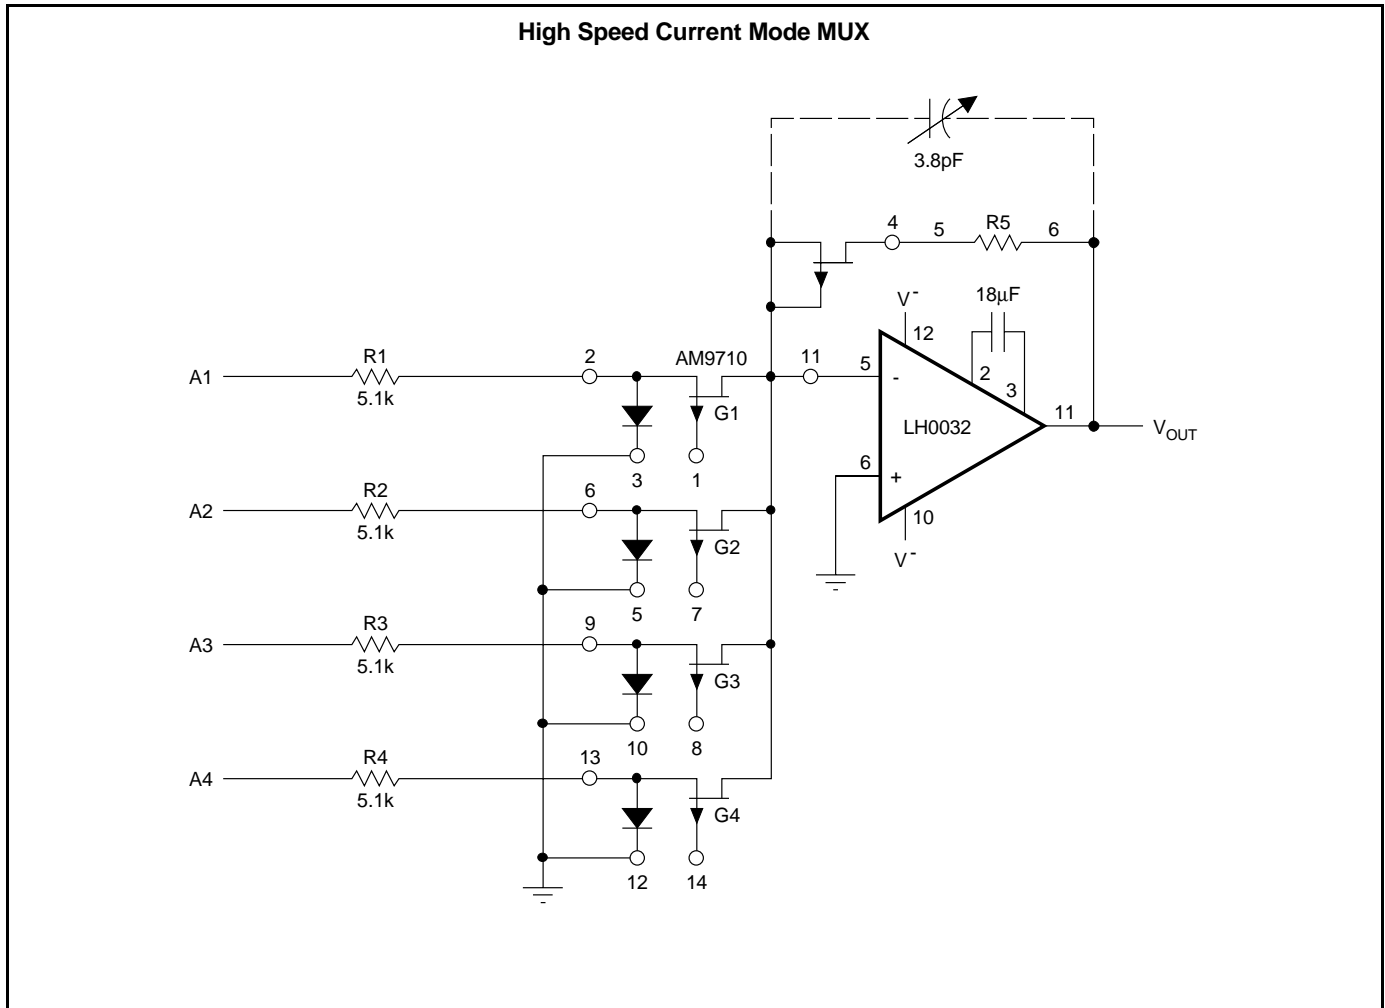 High Speed Current Mode MUX
3.8pF
4
5
R5
6
V-
18μF
12
2
3
A1
R1
5.1k
2
AM9710
G1
3
1
11
5
-
LH0032
11
VOUT
6
+
10
V-
A2
R2
5.1k
6
G2
5
7
A3
R3
5.1k
9
G3
10
8
A4
R4
5.1k
13
G4
12
14